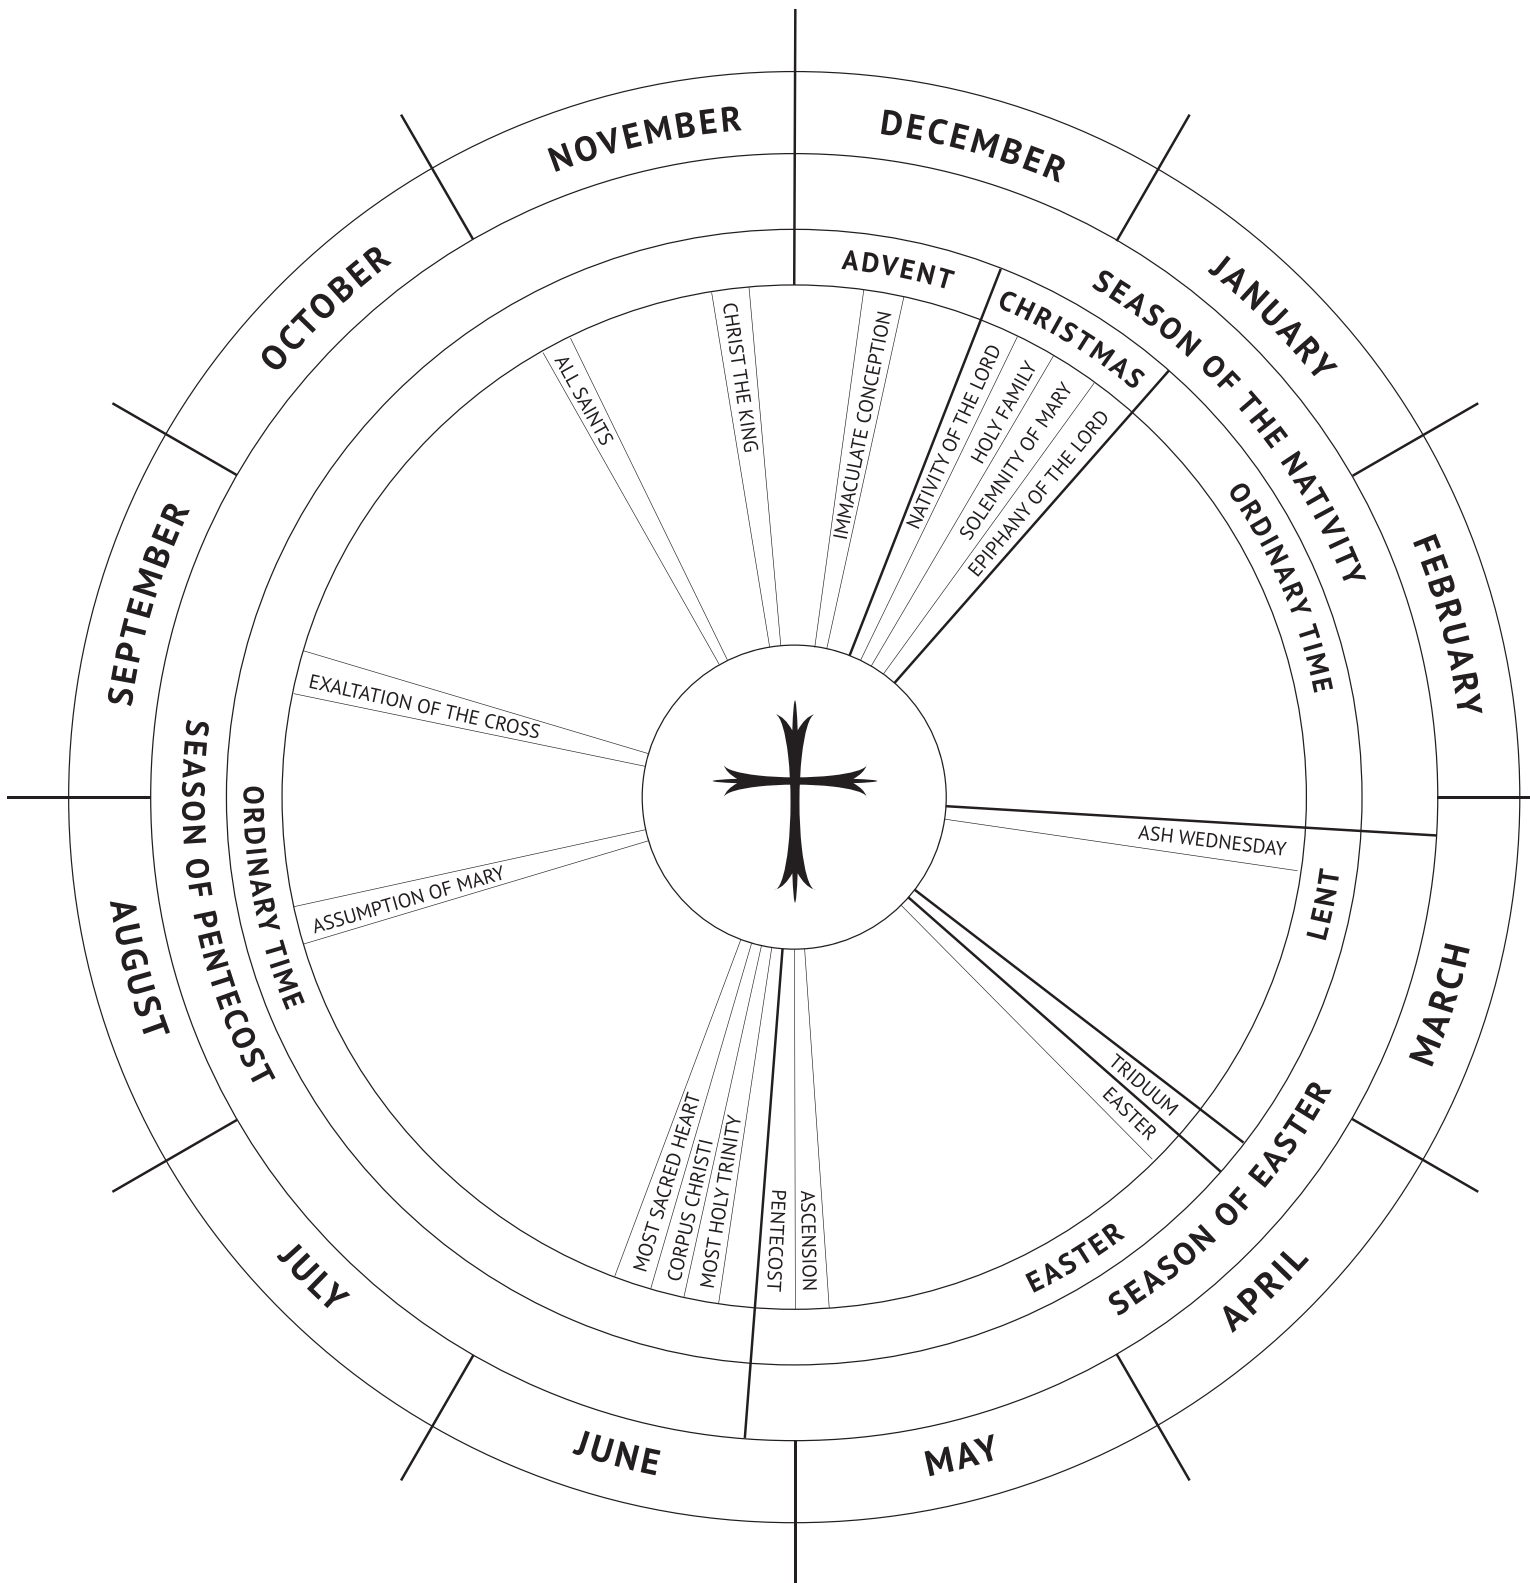 NOVEMBER
DECEMBER
JANUARY
FEBRUARY
MARCH
APRIL
MAY
JUNE
JULY
AUGUST
SEPTEMBER
OCTOBER
SEASON OF THE NATIVITY
SEASON OF EASTER
SEASON OF PENTECOST
ADVENT
CHRISTMAS
ORDINARY TIME
LENT
EASTER
ORDINARY TIME
IMMACULATE CONCEPTION
NATIVITY OF THE LORD
HOLY FAMILY
SOLEMNITY OF MARY
EPIPHANY OF THE LORD
ASH WEDNESDAY
TRIDUUM
EASTER
ASCENSION
PENTECOST
MOST HOLY TRINITY
CORPUS CHRISTI
MOST SACRED HEART
ASSUMPTION OF MARY
EXALTATION OF THE CROSS
ALL SAINTS
CHRIST THE KING